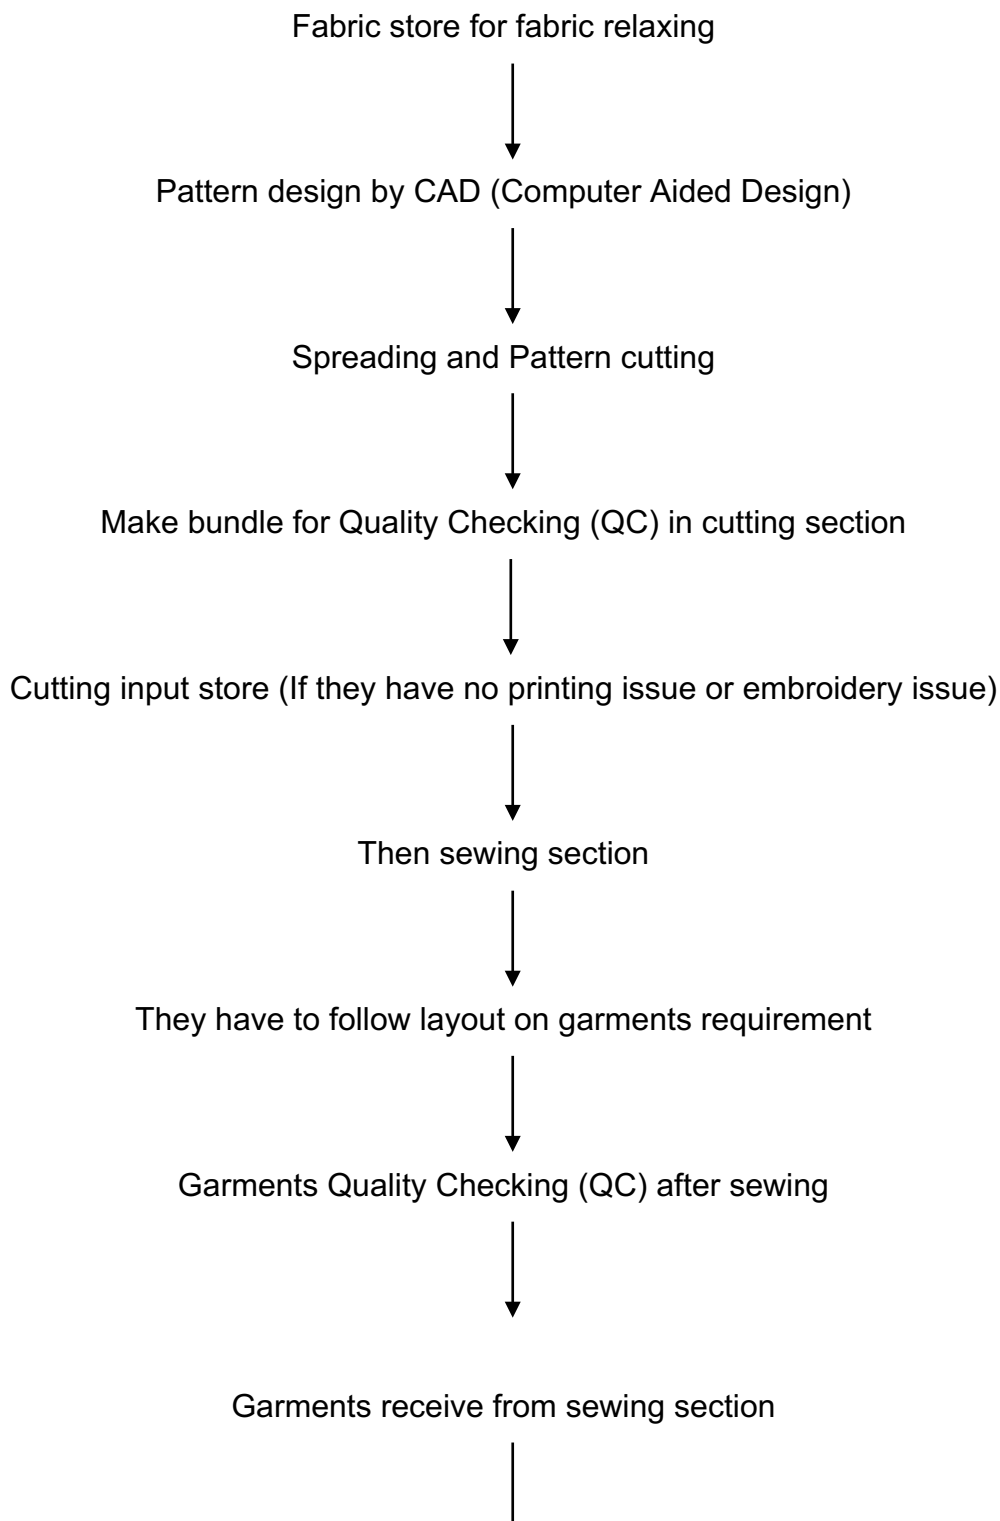 Fabric store for fabric relaxing
Pattern design by CAD (Computer Aided Design)
Spreading and Pattern cutting
Make bundle for Quality Checking (QC) in cutting section
Cutting input store (If they have no printing issue or embroidery issue)
Then sewing section
They have to follow layout on garments requirement
Garments Quality Checking (QC) after sewing
Garments receive from sewing section